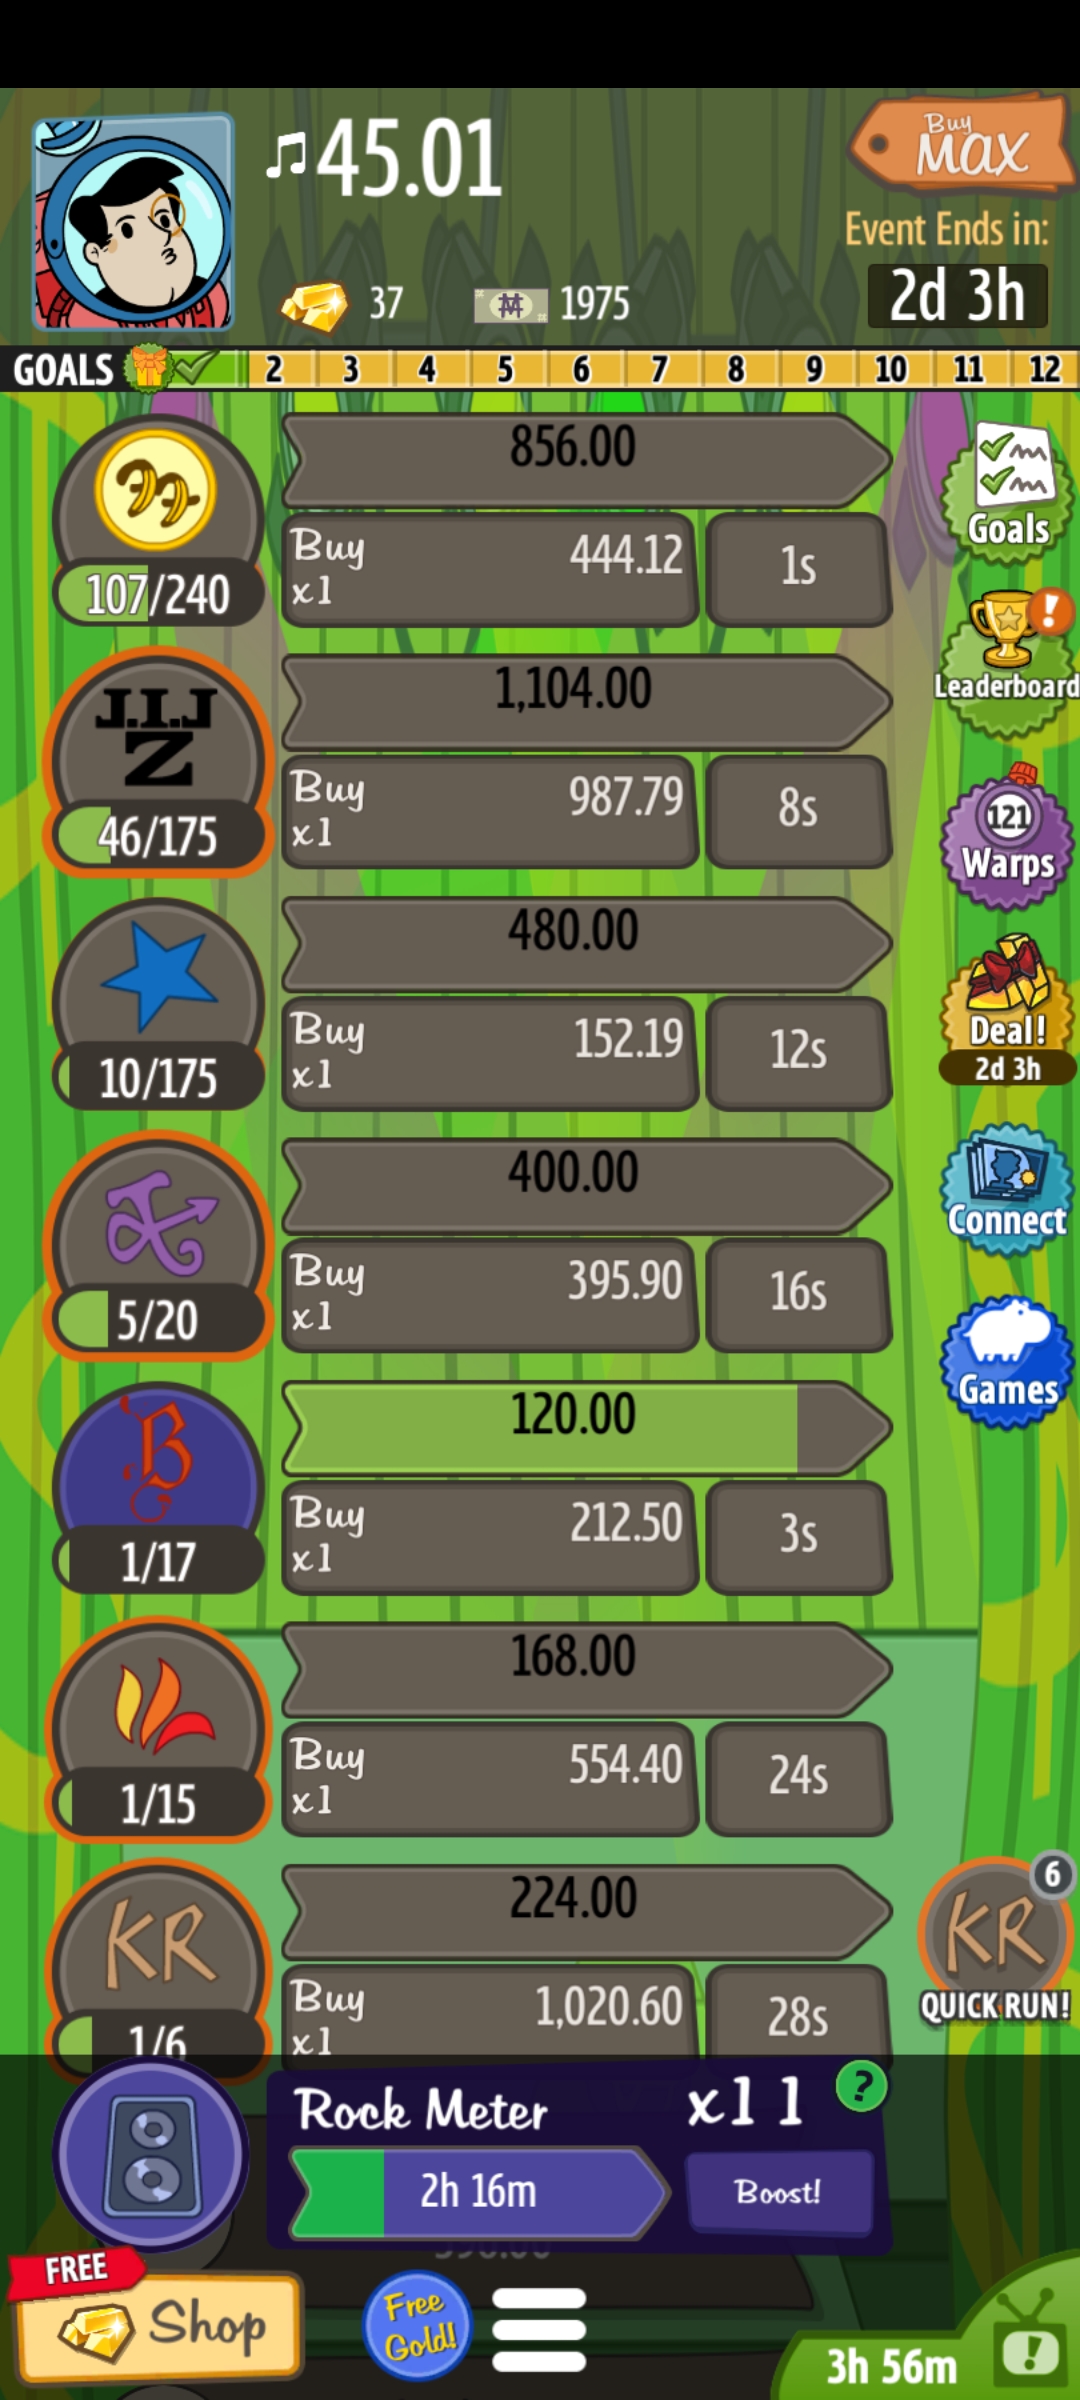 ♫45.01
Buy
MAX
Event Ends in:
37
1975
2d 3h
GOALS 2 3 4 5 6 7 8 9 10 11 12
856.00
107/240
Buy
x1
444.12
1s
Goals
J.I.J
Z
1,104.00
46/175
Buy
x1
987.79
8s
!
Leaderboard
121
Warps
480.00
10/175
Buy
x1
152.19
12s
Deal!
2d 3h
400.00
5/20
Buy
x1
395.90
16s
Connect
B
120.00
1/17
Buy
x1
212.50
3s
Games
168.00
1/15
Buy
x1
554.40
24s
KR
224.00
1/6
Buy
x1
1,020.60
28s
6
KR
QUICK RUN!
Rock Meter
x11
?
2h 16m
Boost!
FREE
Shop
Free
Gold!
3h 56m
!